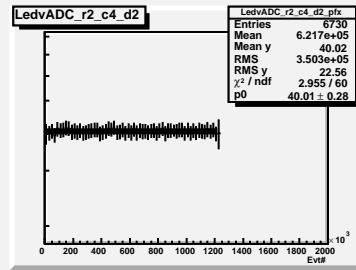 LedvADC_r2_c4_d2
LedvADC_r2_c4_d2_pfx
Entries 6730
Mean 6.217e+05
Mean y 40.02
RMS 3.503e+05
RMS y 22.56
χ² / ndf 2.955 / 60
p0 40.01 ± 0.28
0 200 400 600 800 1000 1200 1400 1600 1800 2000
×10³
Evt#